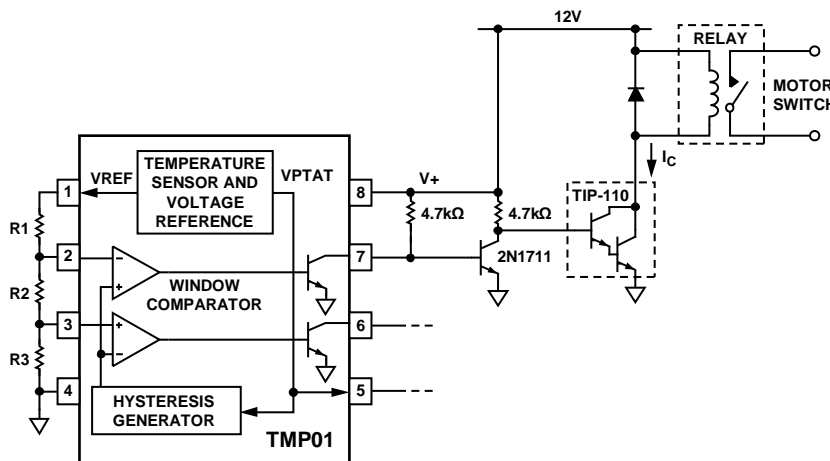 12V
RELAY
MOTOR
SWITCH
I_C
TEMPERATURE
SENSOR AND
VOLTAGE
REFERENCE
VREF
VPTAT
1
8
V+
R1
4.7kΩ
4.7kΩ
TIP-110
2
7
2N1711
−
+
WINDOW
COMPARATOR
R2
3
6
+
−
R3
4
5
HYSTERESIS
GENERATOR
TMP01